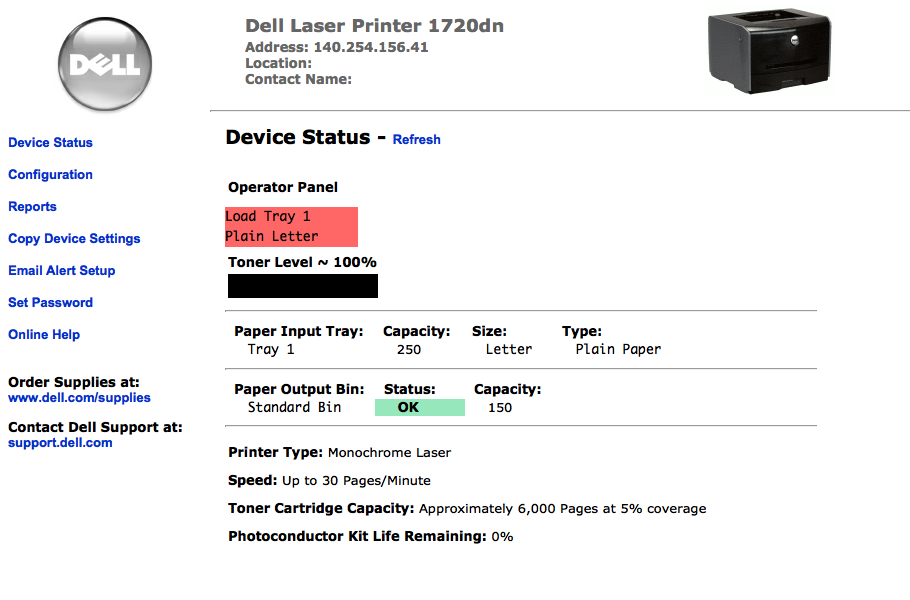 DELL
Dell Laser Printer 1720dn
Address: 140.254.156.41
Location:
Contact Name:
Device Status
Configuration
Reports
Copy Device Settings
Email Alert Setup
Set Password
Online Help
Order Supplies at:
www.dell.com/supplies
Contact Dell Support at:
support.dell.com
Device Status - Refresh
Operator Panel
Load Tray 1
Plain Letter
Toner Level ~ 100%
Paper Input Tray: Capacity: Size: Type:
Tray 1 250 Letter Plain Paper
Paper Output Bin: Status: Capacity:
Standard Bin OK 150
Printer Type: Monochrome Laser
Speed: Up to 30 Pages/Minute
Toner Cartridge Capacity: Approximately 6,000 Pages at 5% coverage
Photoconductor Kit Life Remaining: 0%